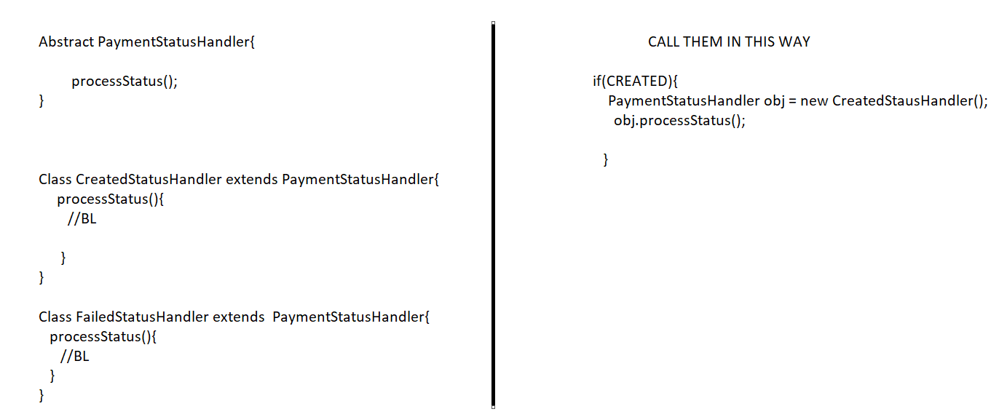 Abstract PaymentStatusHandler{
processStatus();
}
Class CreatedStatusHandler extends PaymentStatusHandler{
processStatus(){
//BL
}
}
Class FailedStatusHandler extends  PaymentStatusHandler{
processStatus(){
//BL
}
}
CALL THEM IN THIS WAY
if(CREATED){
PaymentStatusHandler obj = new CreatedStausHandler();
obj.processStatus();
}